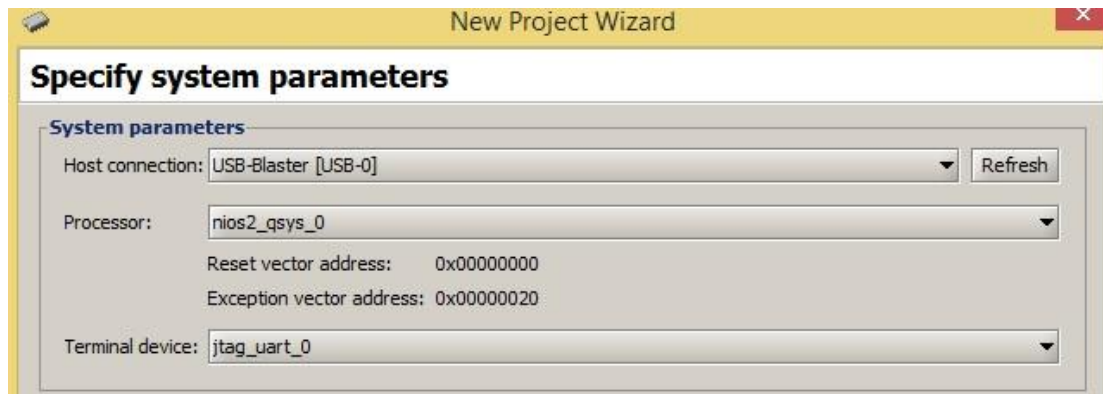 New Project Wizard
Specify system parameters
System parameters
Host connection: USB-Blaster [USB-0] Refresh
Processor: nios2_qsys_0
Reset vector address: 0x00000000
Exception vector address: 0x00000020
Terminal device: jtag_uart_0